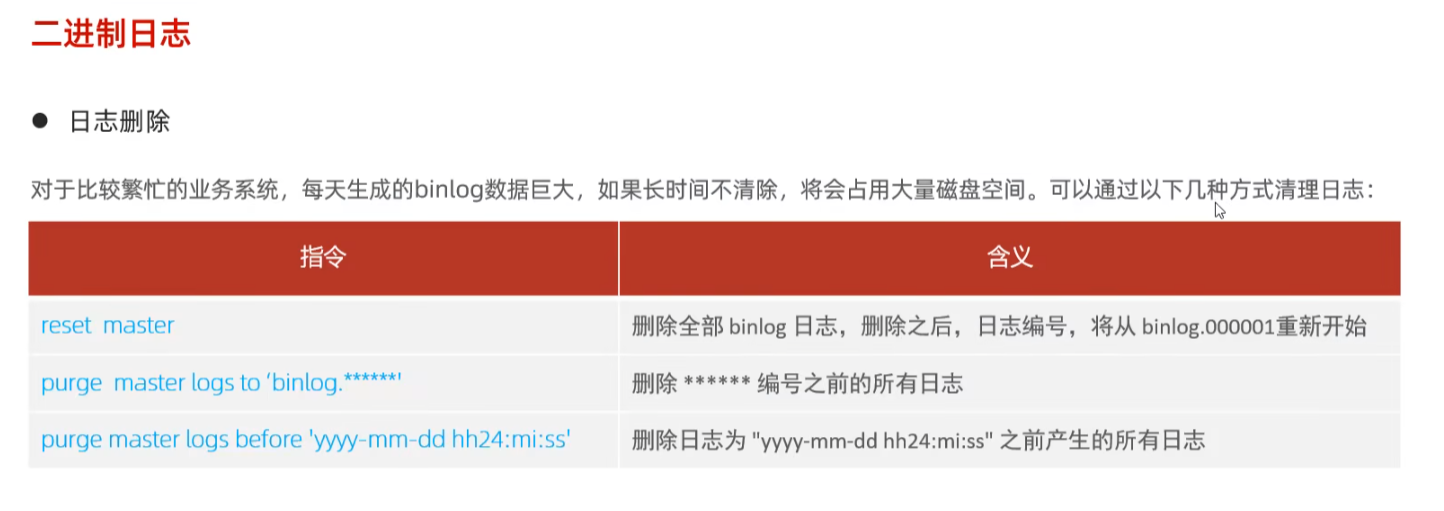 二进制日志
● 日志删除
对于比较繁忙的业务系统，每天生成的binlog数据巨大，如果长时间不清除，将会占用大量磁盘空间。可以通过以下几种方式清理日志：
指令 含义
reset master 删除全部 binlog 日志，删除之后，日志编号，将从 binlog.000001重新开始
purge master logs to ‘binlog.******' 删除 ****** 编号之前的所有日志
purge master logs before 'yyyy-mm-dd hh24:mi:ss' 删除日志为 "yyyy-mm-dd hh24:mi:ss" 之前产生的所有日志